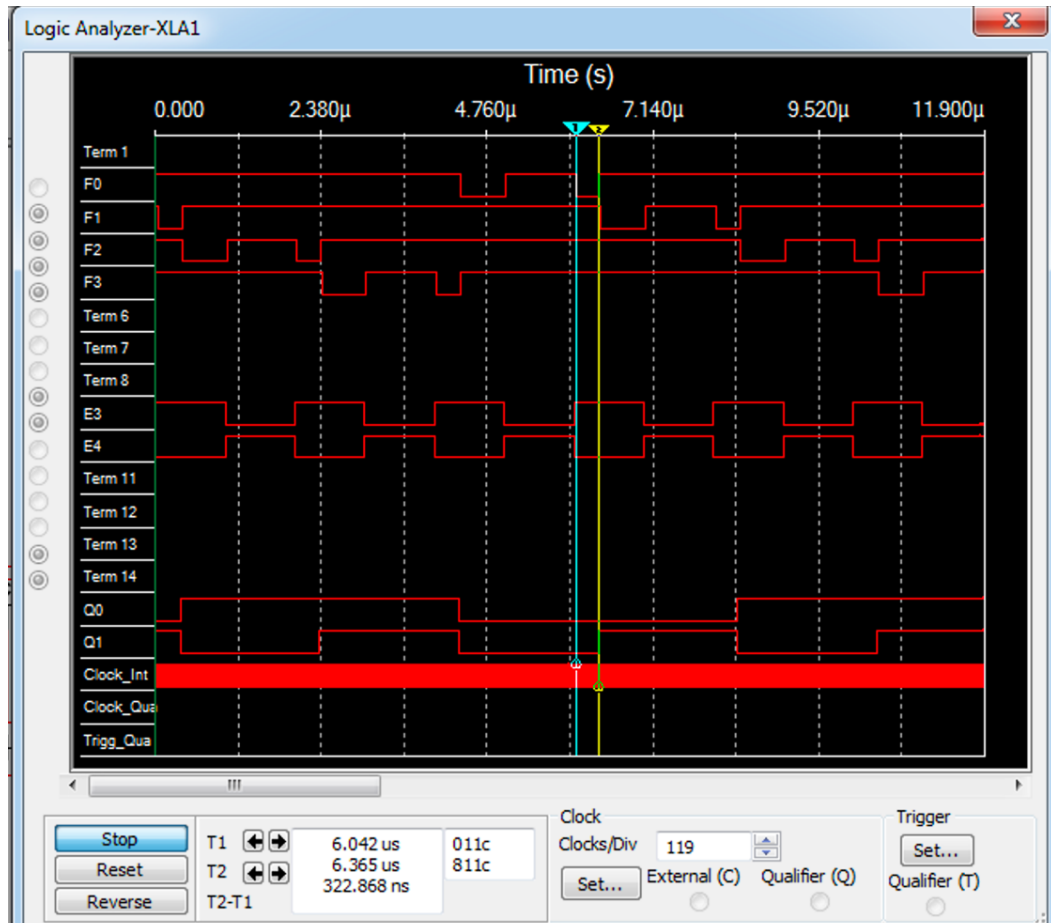 Logic Analyzer-XLA1
x
Time (s)
0.000 2.380µ 4.760µ 7.140µ 9.520µ 11.900µ
1 2
Term 1
F0
F1
F2
F3
Term 6
Term 7
Term 8
E3
E4
Term 11
Term 12
Term 13
Term 14
Q0
Q1
Clock_Int
Clock_Qua
Trigg_Qua
Stop
Reset
Reverse
T1 6.042 us 011c
T2 6.365 us 811c
T2-T1 322.868 ns
Clock
Clocks/Div 119
Set... External (C) Qualifier (Q)
Trigger
Set...
Qualifier (T)